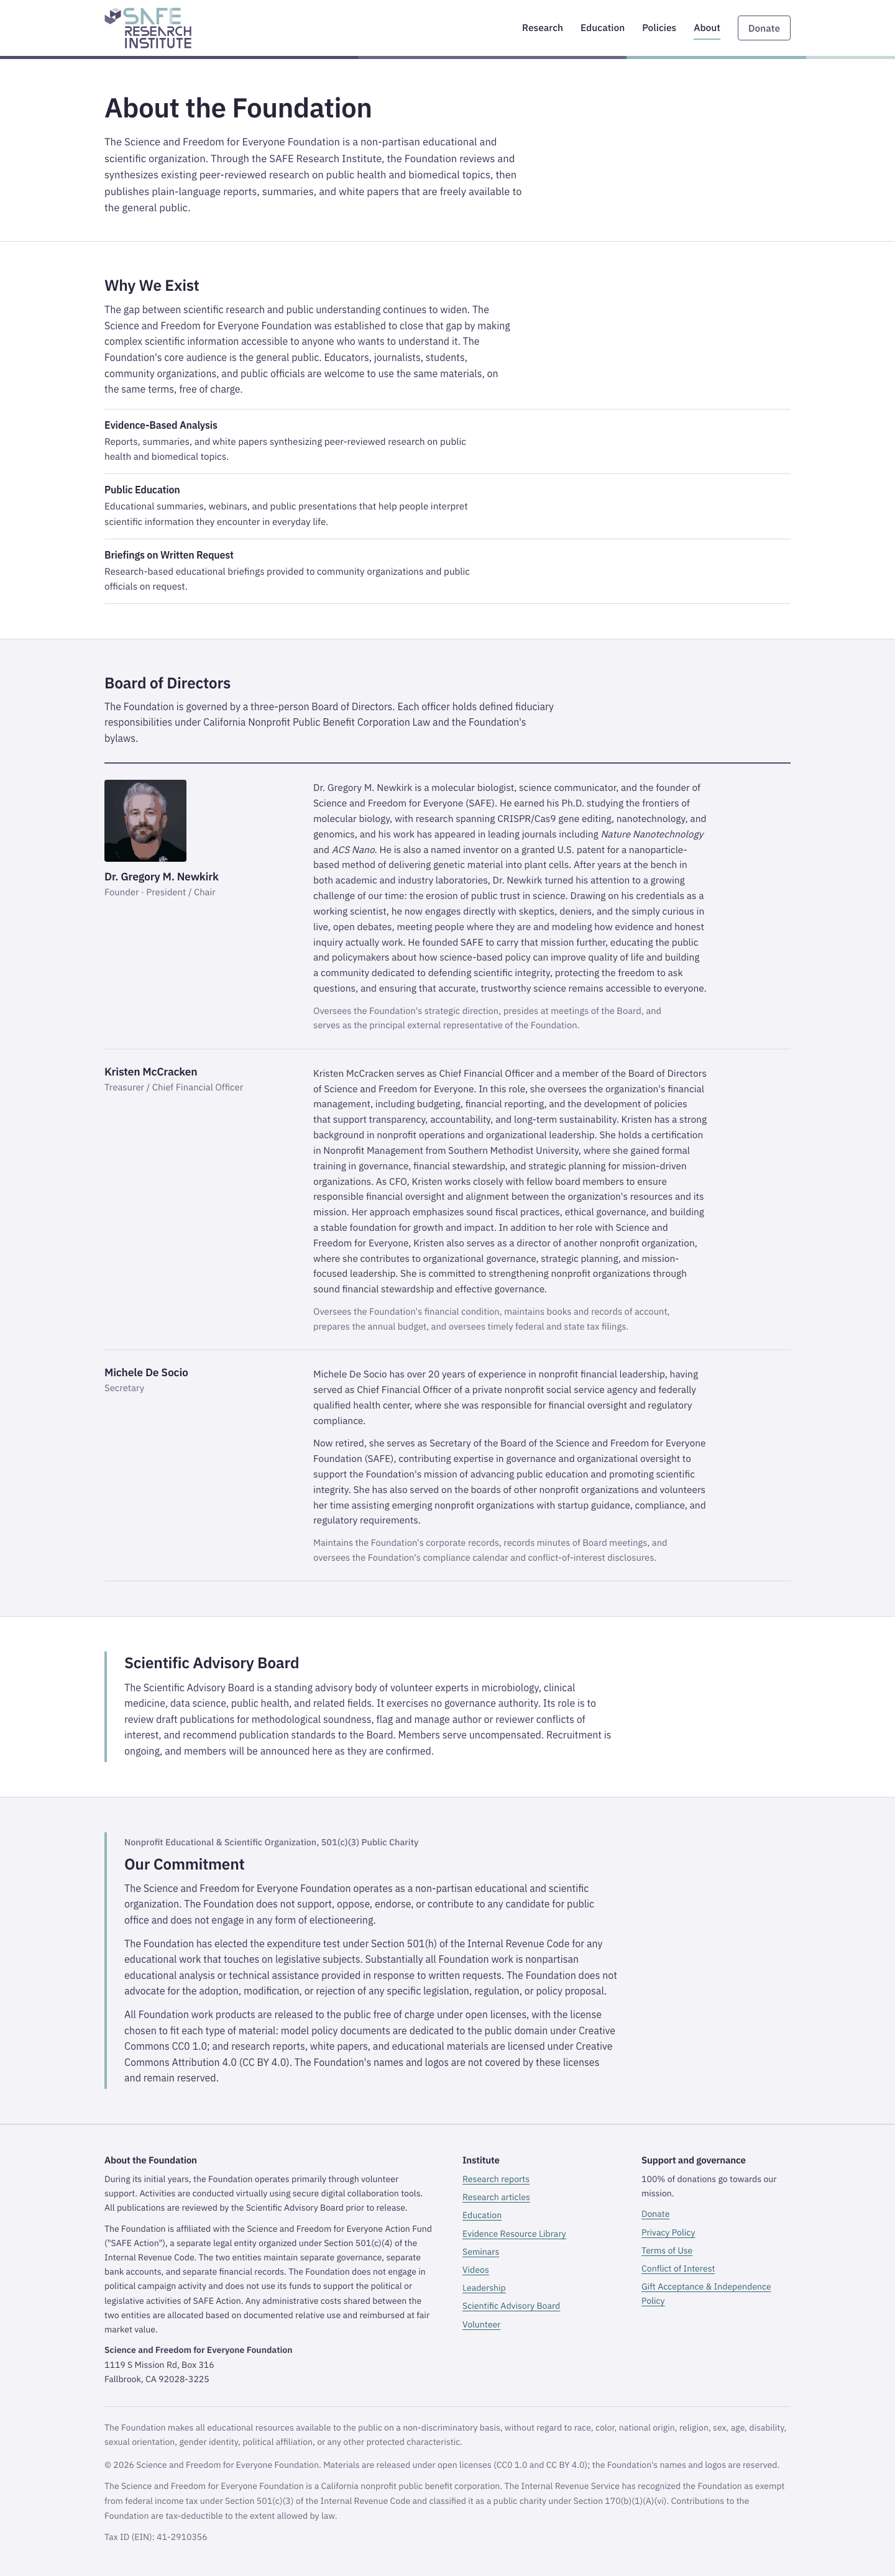 SAFE
RESEARCH
INSTITUTE
Research Education Policies About Donate
About the Foundation
The Science and Freedom for Everyone Foundation is a non-partisan educational and
scientific organization. Through the SAFE Research Institute, the Foundation reviews and
synthesizes existing peer-reviewed research on public health and biomedical topics, then
publishes plain-language reports, summaries, and white papers that are freely available to
the general public.
Why We Exist
The gap between scientific research and public understanding continues to widen. The
Science and Freedom for Everyone Foundation was established to close that gap by making
complex scientific information accessible to anyone who wants to understand it. The
Foundation's core audience is the general public. Educators, journalists, students,
community organizations, and public officials are welcome to use the same materials, on
the same terms, free of charge.
Evidence-Based Analysis
Reports, summaries, and white papers synthesizing peer-reviewed research on public
health and biomedical topics.
Public Education
Educational summaries, webinars, and public presentations that help people interpret
scientific information they encounter in everyday life.
Briefings on Written Request
Research-based educational briefings provided to community organizations and public
officials on request.
Board of Directors
The Foundation is governed by a three-person Board of Directors. Each officer holds defined fiduciary
responsibilities under California Nonprofit Public Benefit Corporation Law and the Foundation's
bylaws.
Dr. Gregory M. Newkirk
Founder · President / Chair
Dr. Gregory M. Newkirk is a molecular biologist, science communicator, and the founder of
Science and Freedom for Everyone (SAFE). He earned his Ph.D. studying the frontiers of
molecular biology, with research spanning CRISPR/Cas9 gene editing, nanotechnology, and
genomics, and his work has appeared in leading journals including Nature Nanotechnology
and ACS Nano. He is also a named inventor on a granted U.S. patent for a nanoparticle-
based method of delivering genetic material into plant cells. After years at the bench in
both academic and industry laboratories, Dr. Newkirk turned his attention to a growing
challenge of our time: the erosion of public trust in science. Drawing on his credentials as a
working scientist, he now engages directly with skeptics, deniers, and the simply curious in
live, open debates, meeting people where they are and modeling how evidence and honest
inquiry actually work. He founded SAFE to carry that mission further, educating the public
and policymakers about how science-based policy can improve quality of life and building
a community dedicated to defending scientific integrity, protecting the freedom to ask
questions, and ensuring that accurate, trustworthy science remains accessible to everyone.
Oversees the Foundation's strategic direction, presides at meetings of the Board, and
serves as the principal external representative of the Foundation.
Kristen McCracken
Treasurer / Chief Financial Officer
Kristen McCracken serves as Chief Financial Officer and a member of the Board of Directors
of Science and Freedom for Everyone. In this role, she oversees the organization's financial
management, including budgeting, financial reporting, and the development of policies
that support transparency, accountability, and long-term sustainability. Kristen has a strong
background in nonprofit operations and organizational leadership. She holds a certification
in Nonprofit Management from Southern Methodist University, where she gained formal
training in governance, financial stewardship, and strategic planning for mission-driven
organizations. As CFO, Kristen works closely with fellow board members to ensure
responsible financial oversight and alignment between the organization's resources and its
mission. Her approach emphasizes sound fiscal practices, ethical governance, and building
a stable foundation for growth and impact. In addition to her role with Science and
Freedom for Everyone, Kristen also serves as a director of another nonprofit organization,
where she contributes to organizational governance, strategic planning, and mission-
focused leadership. She is committed to strengthening nonprofit organizations through
sound financial stewardship and effective governance.
Oversees the Foundation's financial condition, maintains books and records of account,
prepares the annual budget, and oversees timely federal and state tax filings.
Michele De Socio
Secretary
Michele De Socio has over 20 years of experience in nonprofit financial leadership, having
served as Chief Financial Officer of a private nonprofit social service agency and federally
qualified health center, where she was responsible for financial oversight and regulatory
compliance.
Now retired, she serves as Secretary of the Board of the Science and Freedom for Everyone
Foundation (SAFE), contributing expertise in governance and organizational oversight to
support the Foundation's mission of advancing public education and promoting scientific
integrity. She has also served on the boards of other nonprofit organizations and volunteers
her time assisting emerging nonprofit organizations with startup guidance, compliance, and
regulatory requirements.
Maintains the Foundation's corporate records, records minutes of Board meetings, and
oversees the Foundation's compliance calendar and conflict-of-interest disclosures.
Scientific Advisory Board
The Scientific Advisory Board is a standing advisory body of volunteer experts in microbiology, clinical
medicine, data science, public health, and related fields. It exercises no governance authority. Its role is to
review draft publications for methodological soundness, flag and manage author or reviewer conflicts of
interest, and recommend publication standards to the Board. Members serve uncompensated. Recruitment is
ongoing, and members will be announced here as they are confirmed.
Nonprofit Educational & Scientific Organization, 501(c)(3) Public Charity
Our Commitment
The Science and Freedom for Everyone Foundation operates as a non-partisan educational and scientific
organization. The Foundation does not support, oppose, endorse, or contribute to any candidate for public
office and does not engage in any form of electioneering.
The Foundation has elected the expenditure test under Section 501(h) of the Internal Revenue Code for any
educational work that touches on legislative subjects. Substantially all Foundation work is nonpartisan
educational analysis or technical assistance provided in response to written requests. The Foundation does not
advocate for the adoption, modification, or rejection of any specific legislation, regulation, or policy proposal.
All Foundation work products are released to the public free of charge under open licenses, with the license
chosen to fit each type of material: model policy documents are dedicated to the public domain under Creative
Commons CC0 1.0; and research reports, white papers, and educational materials are licensed under Creative
Commons Attribution 4.0 (CC BY 4.0). The Foundation's names and logos are not covered by these licenses
and remain reserved.
About the Foundation
During its initial years, the Foundation operates primarily through volunteer
support. Activities are conducted virtually using secure digital collaboration tools.
All publications are reviewed by the Scientific Advisory Board prior to release.
The Foundation is affiliated with the Science and Freedom for Everyone Action Fund
("SAFE Action"), a separate legal entity organized under Section 501(c)(4) of the
Internal Revenue Code. The two entities maintain separate governance, separate
bank accounts, and separate financial records. The Foundation does not engage in
political campaign activity and does not use its funds to support the political or
legislative activities of SAFE Action. Any administrative costs shared between the
two entities are allocated based on documented relative use and reimbursed at fair
market value.
Science and Freedom for Everyone Foundation
1119 S Mission Rd, Box 316
Fallbrook, CA 92028-3225
Institute
Research reports
Research articles
Education
Evidence Resource Library
Seminars
Videos
Leadership
Scientific Advisory Board
Volunteer
Support and governance
100% of donations go towards our
mission.
Donate
Privacy Policy
Terms of Use
Conflict of Interest
Gift Acceptance & Independence
Policy
The Foundation makes all educational resources available to the public on a non-discriminatory basis, without regard to race, color, national origin, religion, sex, age, disability,
sexual orientation, gender identity, political affiliation, or any other protected characteristic.
© 2026 Science and Freedom for Everyone Foundation. Materials are released under open licenses (CC0 1.0 and CC BY 4.0); the Foundation's names and logos are reserved.
The Science and Freedom for Everyone Foundation is a California nonprofit public benefit corporation. The Internal Revenue Service has recognized the Foundation as exempt
from federal income tax under Section 501(c)(3) of the Internal Revenue Code and classified it as a public charity under Section 170(b)(1)(A)(vi). Contributions to the
Foundation are tax-deductible to the extent allowed by law.
Tax ID (EIN): 41-2910356